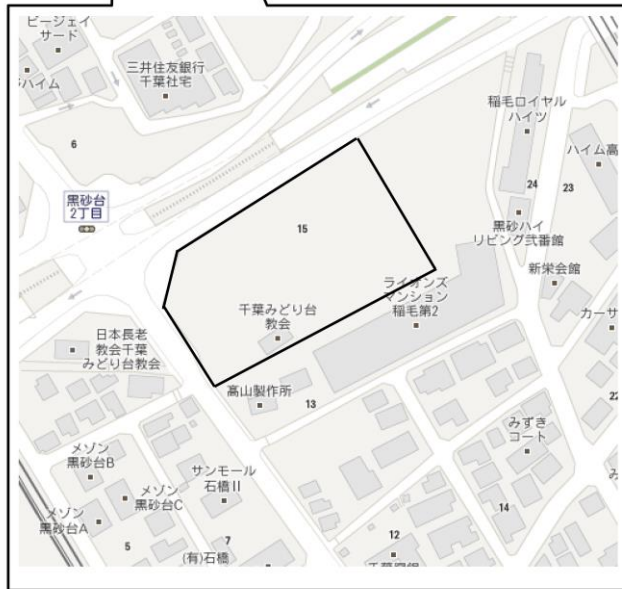 ビージェイ
サード
ハイム
三井住友銀行
千葉社宅
稲毛ロイヤル
ハイツ
6
黒砂台
2丁目
15
24
23
ハイム高
黒砂ハイ
リビング弐番館
新栄会館
ライオンズ
マンション
稲毛第2
千葉みどり台
教会
カーサ
日本長老
教会千葉
みどり台教会
高山製作所
13
22
みずき
コート
メゾン
黒砂台B
サンモール
石橋II
メゾン
黒砂台C
メゾン
黒砂台A
み
14
5
7
12
(有)石橋